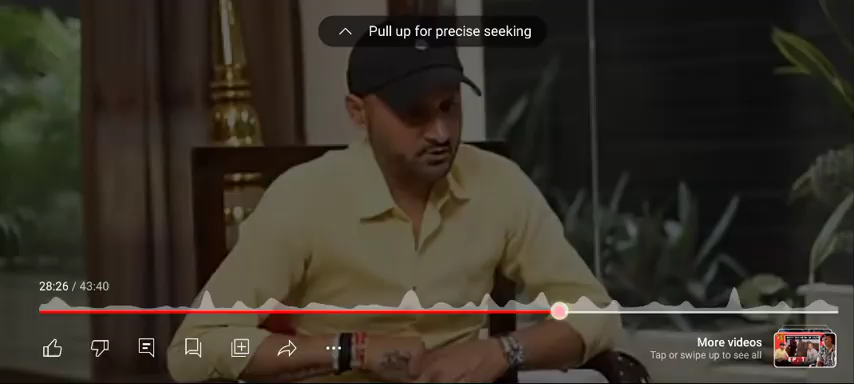 Pull up for precise seeking
28:26 / 43:40
More videos
Tap or swipe up to see all